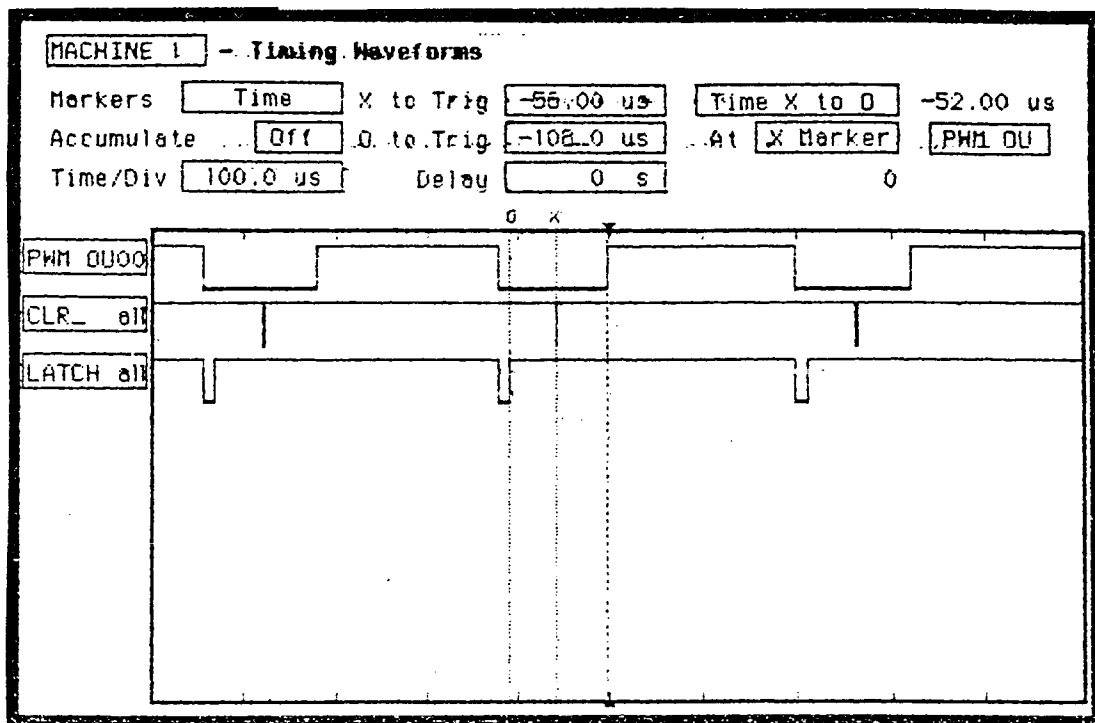 MACHINE 1 - Timing Waveforms
Markers Time X to Trig -56.00 us Time X to O -52.00 us
Accumulate Off O to Trig -108.0 us At X Marker PWM OU
Time/Div 100.0 us Delay 0 s 0
O X
PWM OU00
CLR_ all
LATCH all